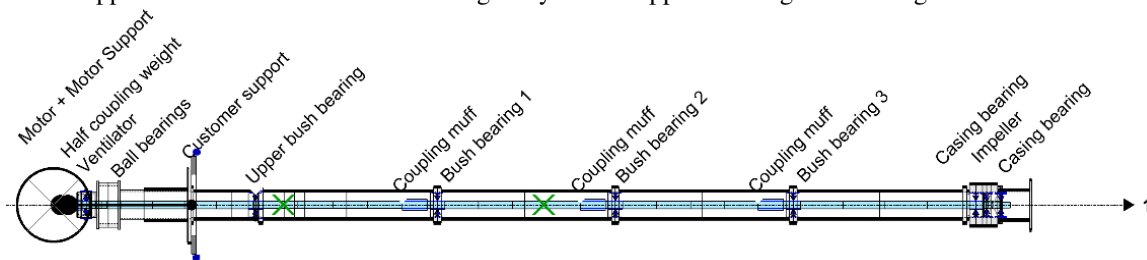 Motor + Motor Support
Half coupling weight
Ventilator
Ball bearings
Customer support
Upper bush bearing
Coupling muff
Bush bearing 1
Coupling muff
Bush bearing 2
Coupling muff
Bush bearing 3
Casing bearing
Impeller
Casing bearing
1